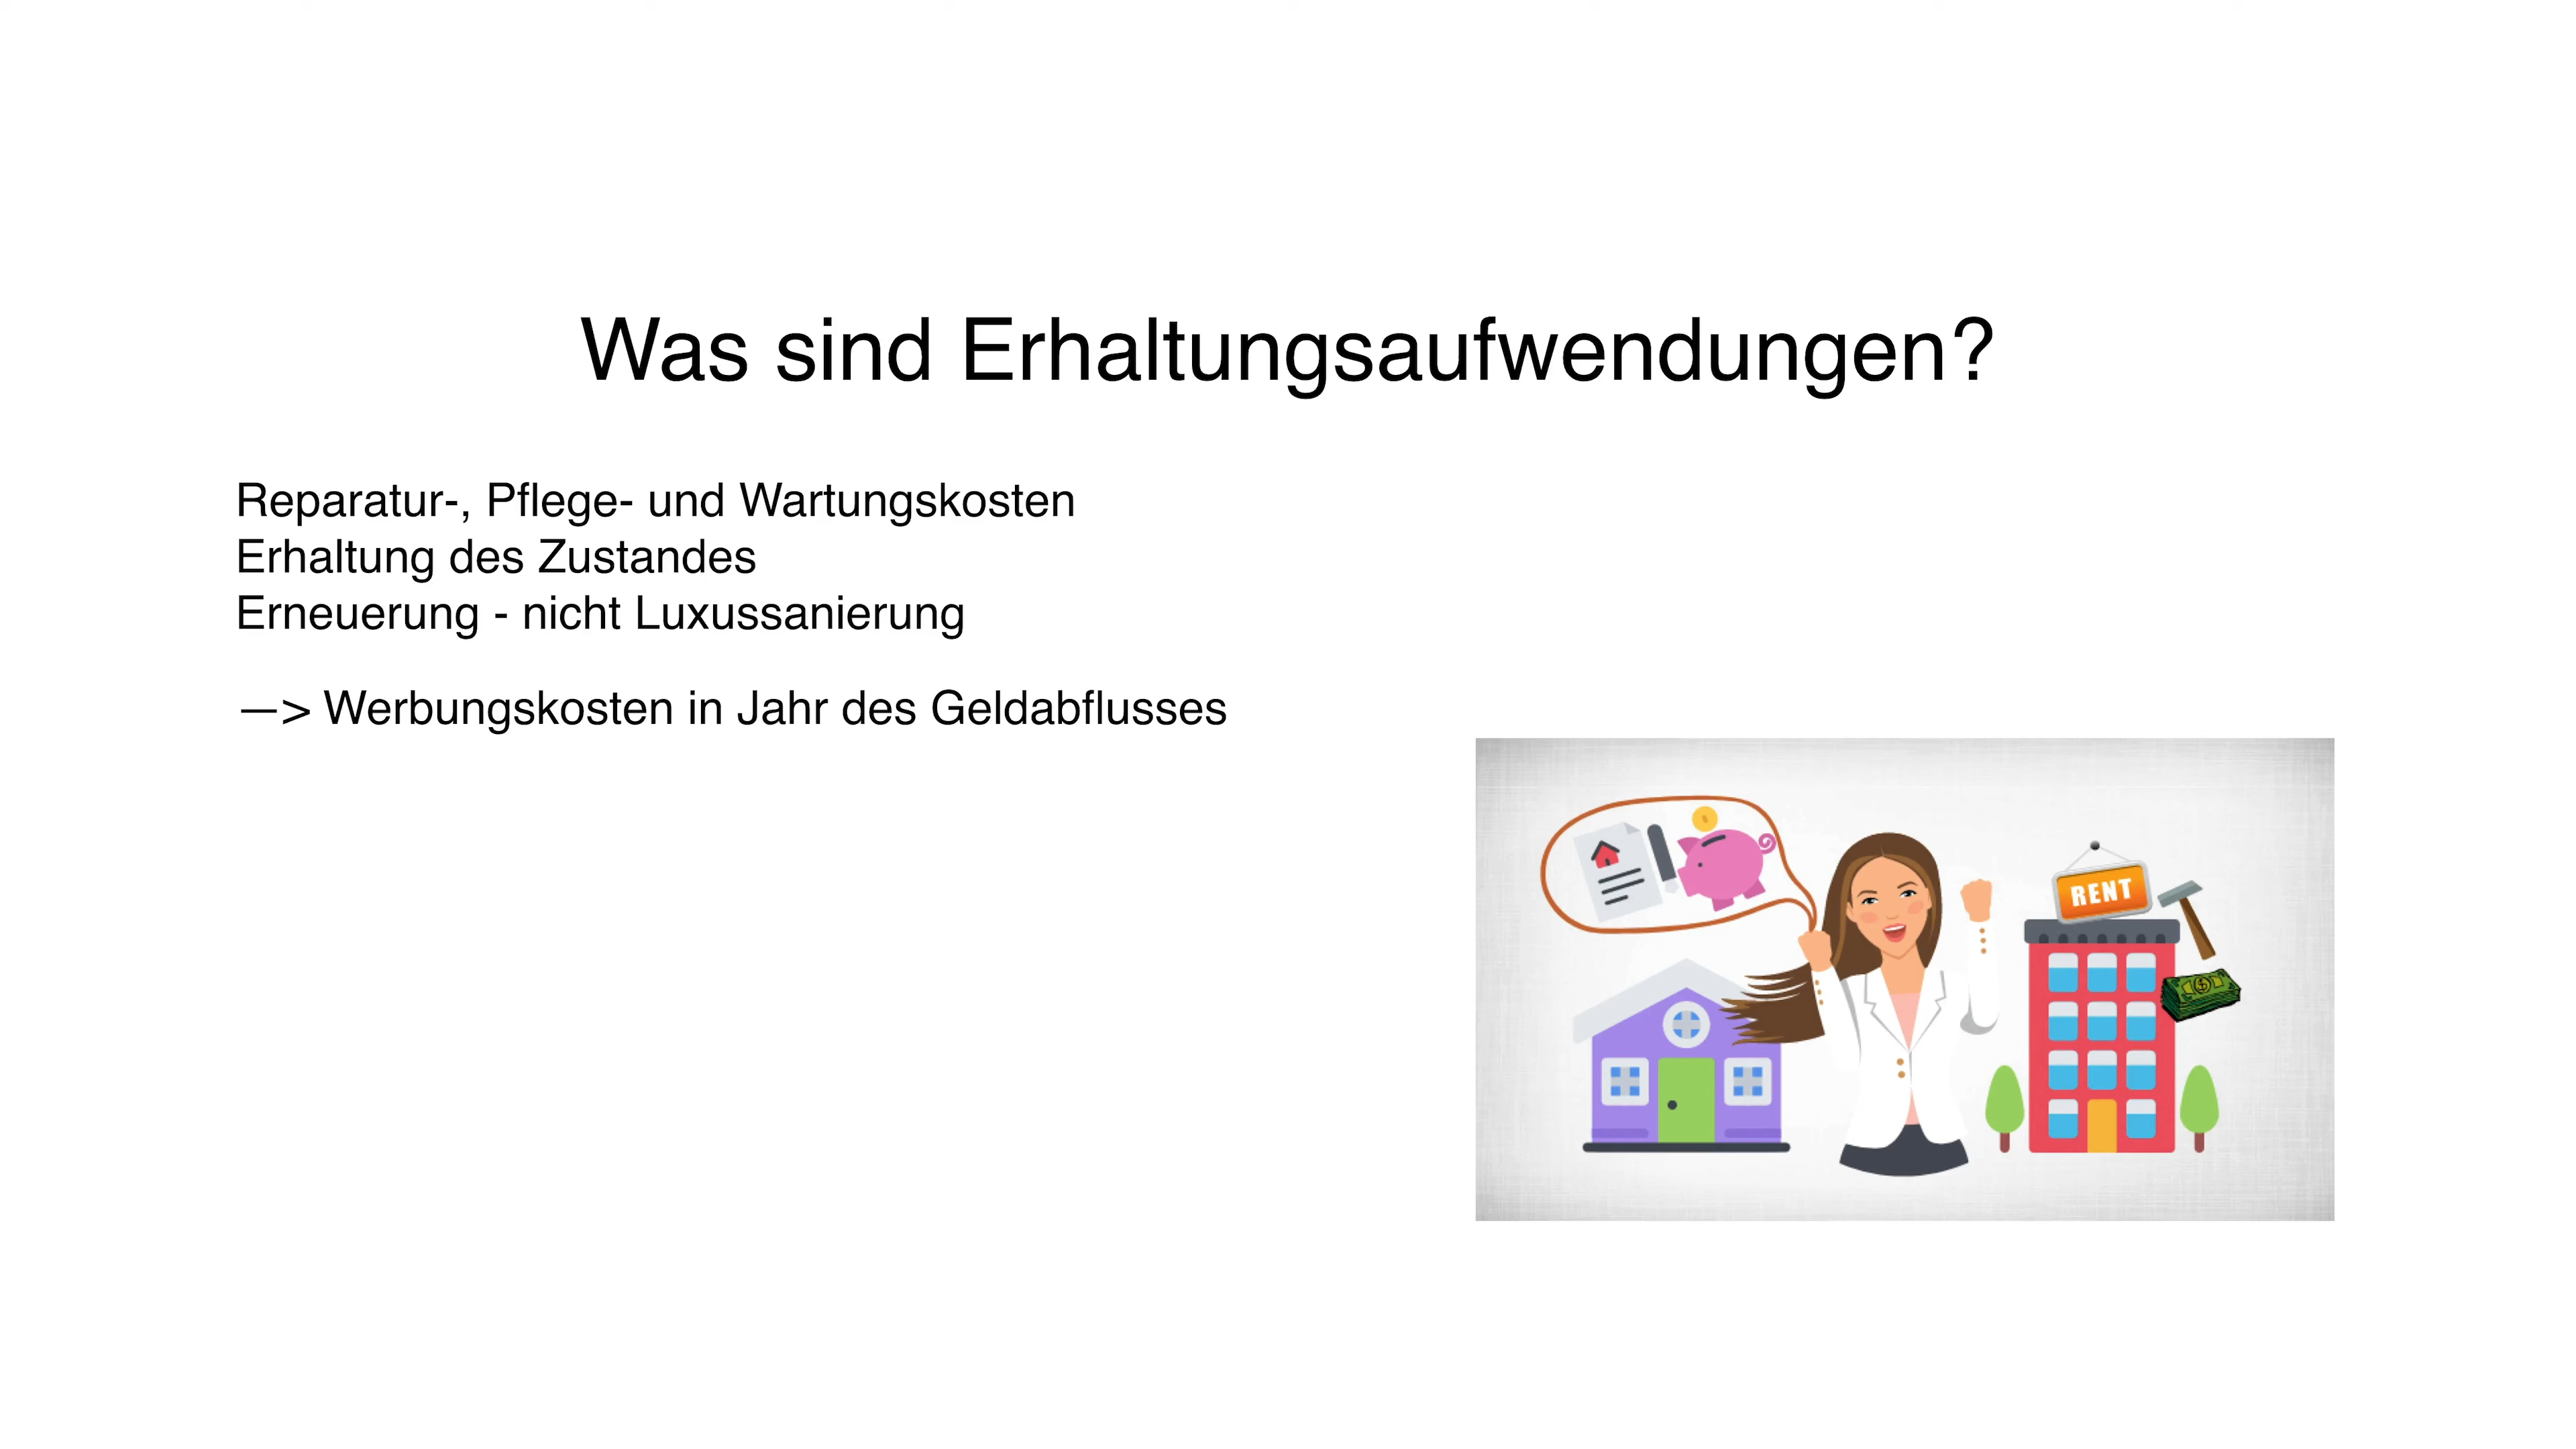 Was sind Erhaltungsaufwendungen?
Reparatur-, Pflege- und Wartungskosten
Erhaltung des Zustandes
Erneuerung - nicht Luxussanierung
—> Werbungskosten in Jahr des Geldabflusses
RENT